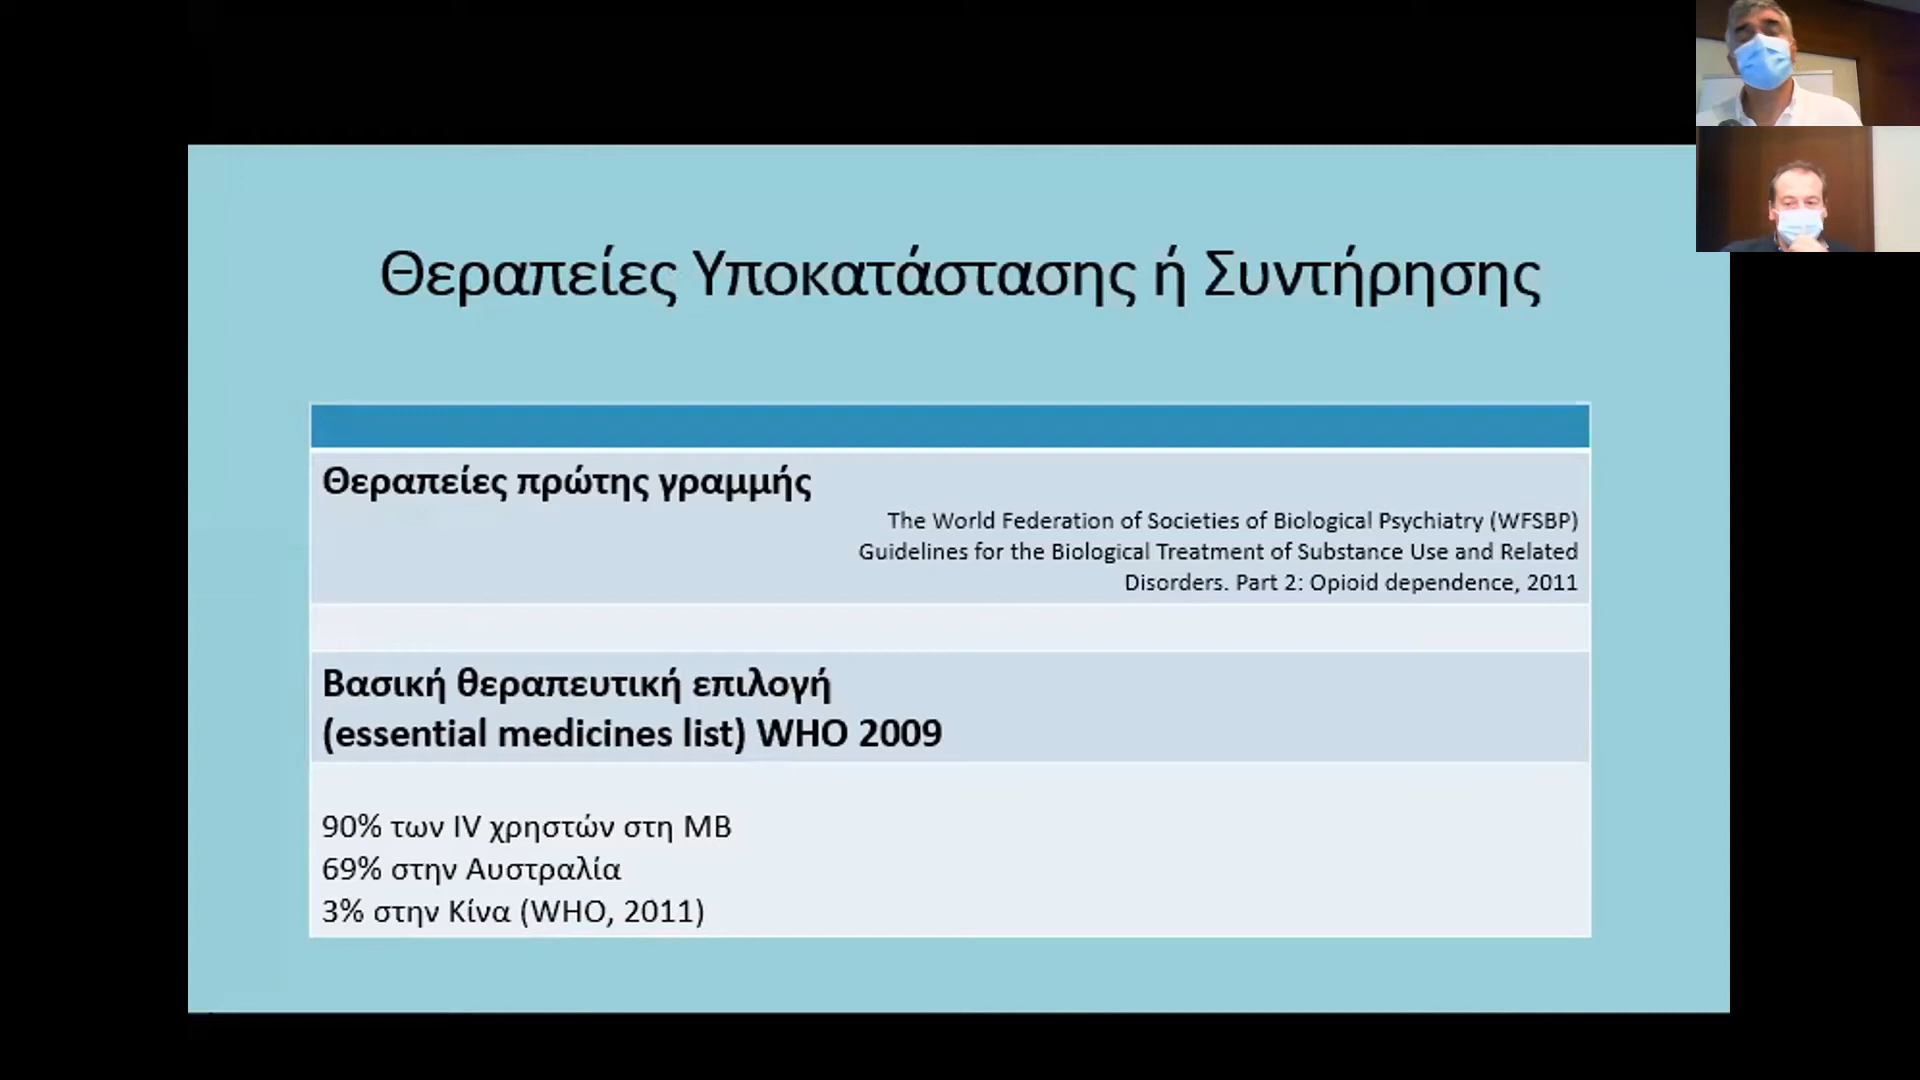 Θεραπείες Υποκατάστασης ή Συντήρησης
Θεραπείες πρώτης γραμμής
The World Federation of Societies of Biological Psychiatry (WFSBP)
Guidelines for the Biological Treatment of Substance Use and Related
Disorders. Part 2: Opioid dependence, 2011
Βασική θεραπευτική επιλογή
(essential medicines list) WHO 2009
90% των IV χρηστών στη ΜΒ
69% στην Αυστραλία
3% στην Κίνα (WHO, 2011)